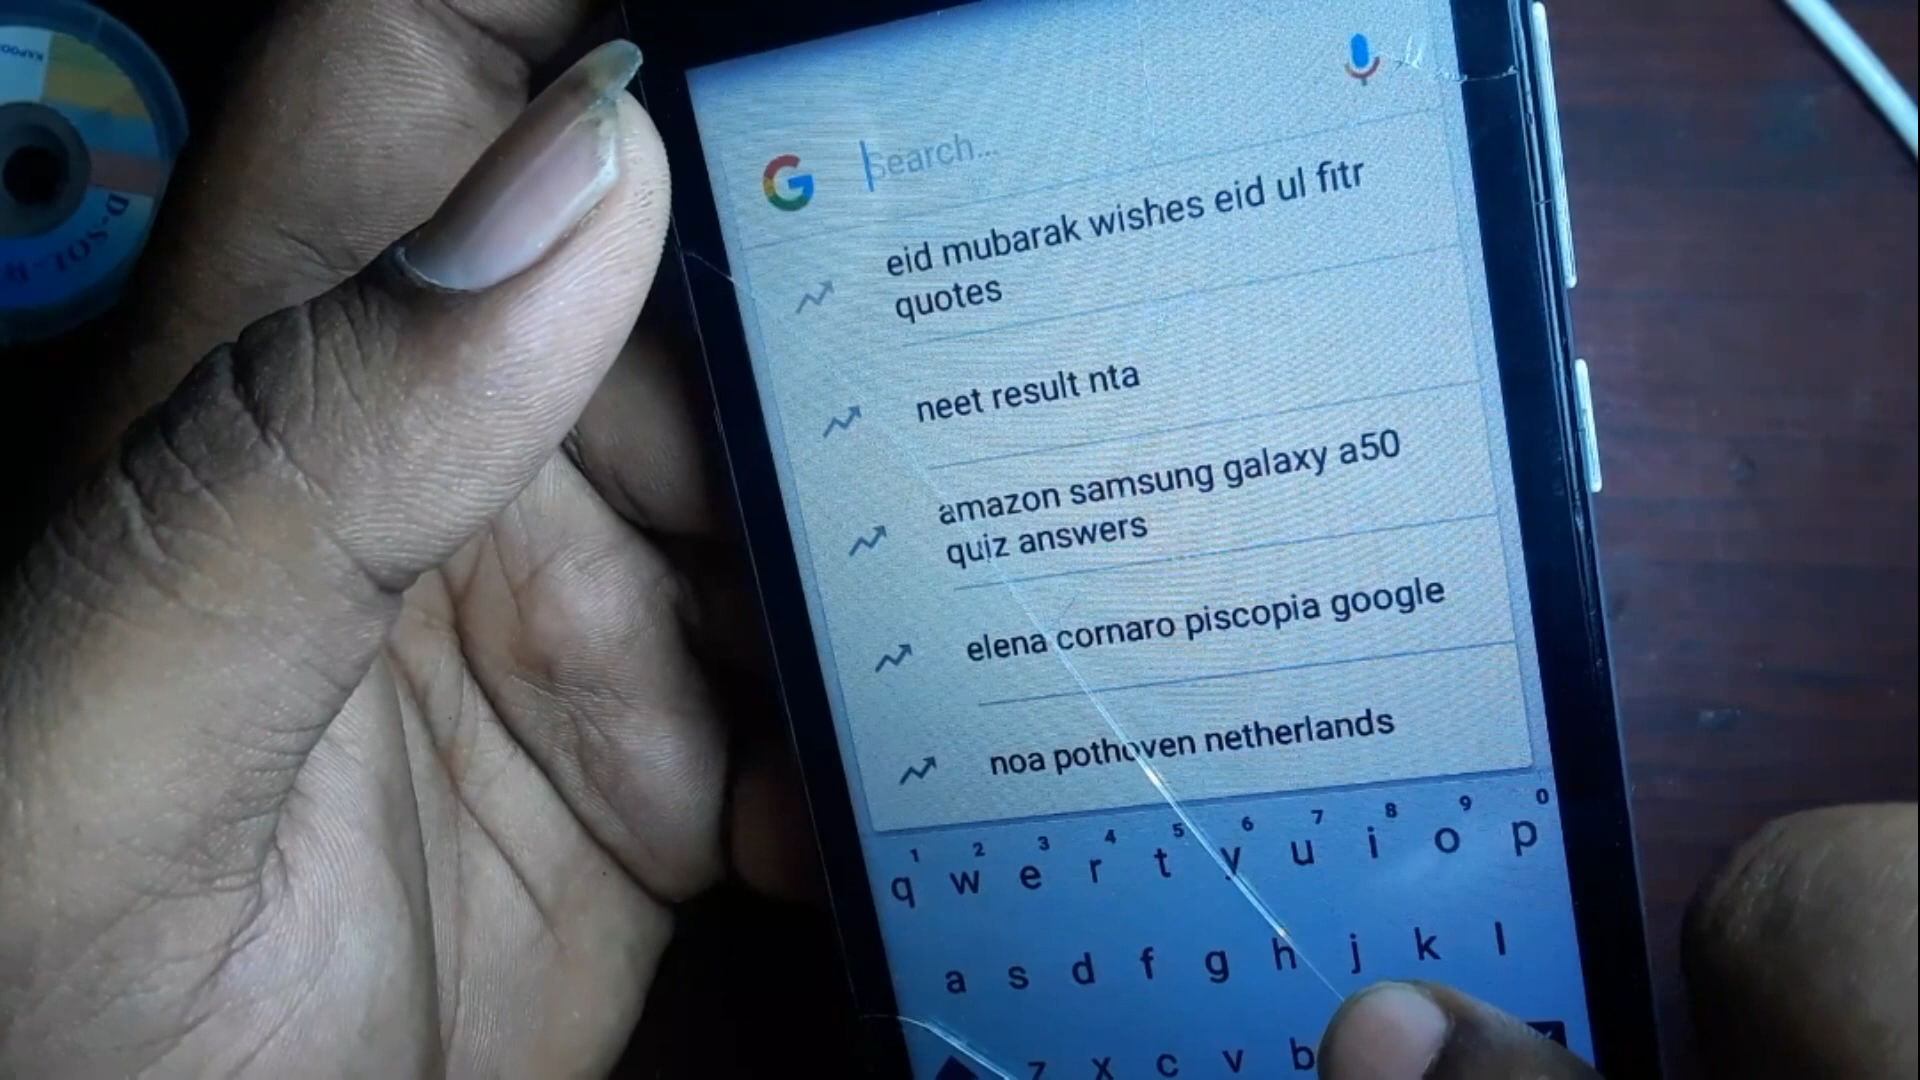 Search...
eid mubarak wishes eid ul fitr
quotes
neet result nta
amazon samsung galaxy a50
quiz answers
elena cornaro piscopia google
noa pothoven netherlands
1 2 3 4 5 6 7 8 9 0
q w e r t y u i o p
a s d f g h j k l
z x c v b
D-SOL-